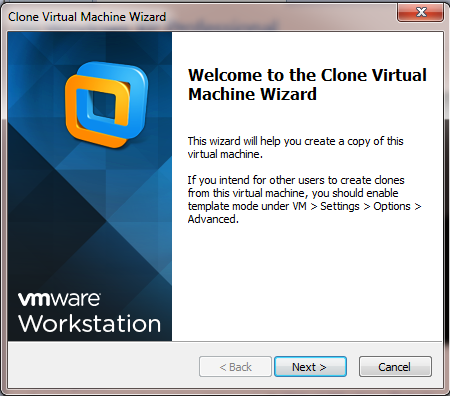 Clone Virtual Machine Wizard
Welcome to the Clone Virtual
Machine Wizard
This wizard will help you create a copy of this
virtual machine.
If you intend for other users to create clones
from this virtual machine, you should enable
template mode under VM > Settings > Options >
Advanced.
vmware
Workstation
< Back
Next >
Cancel